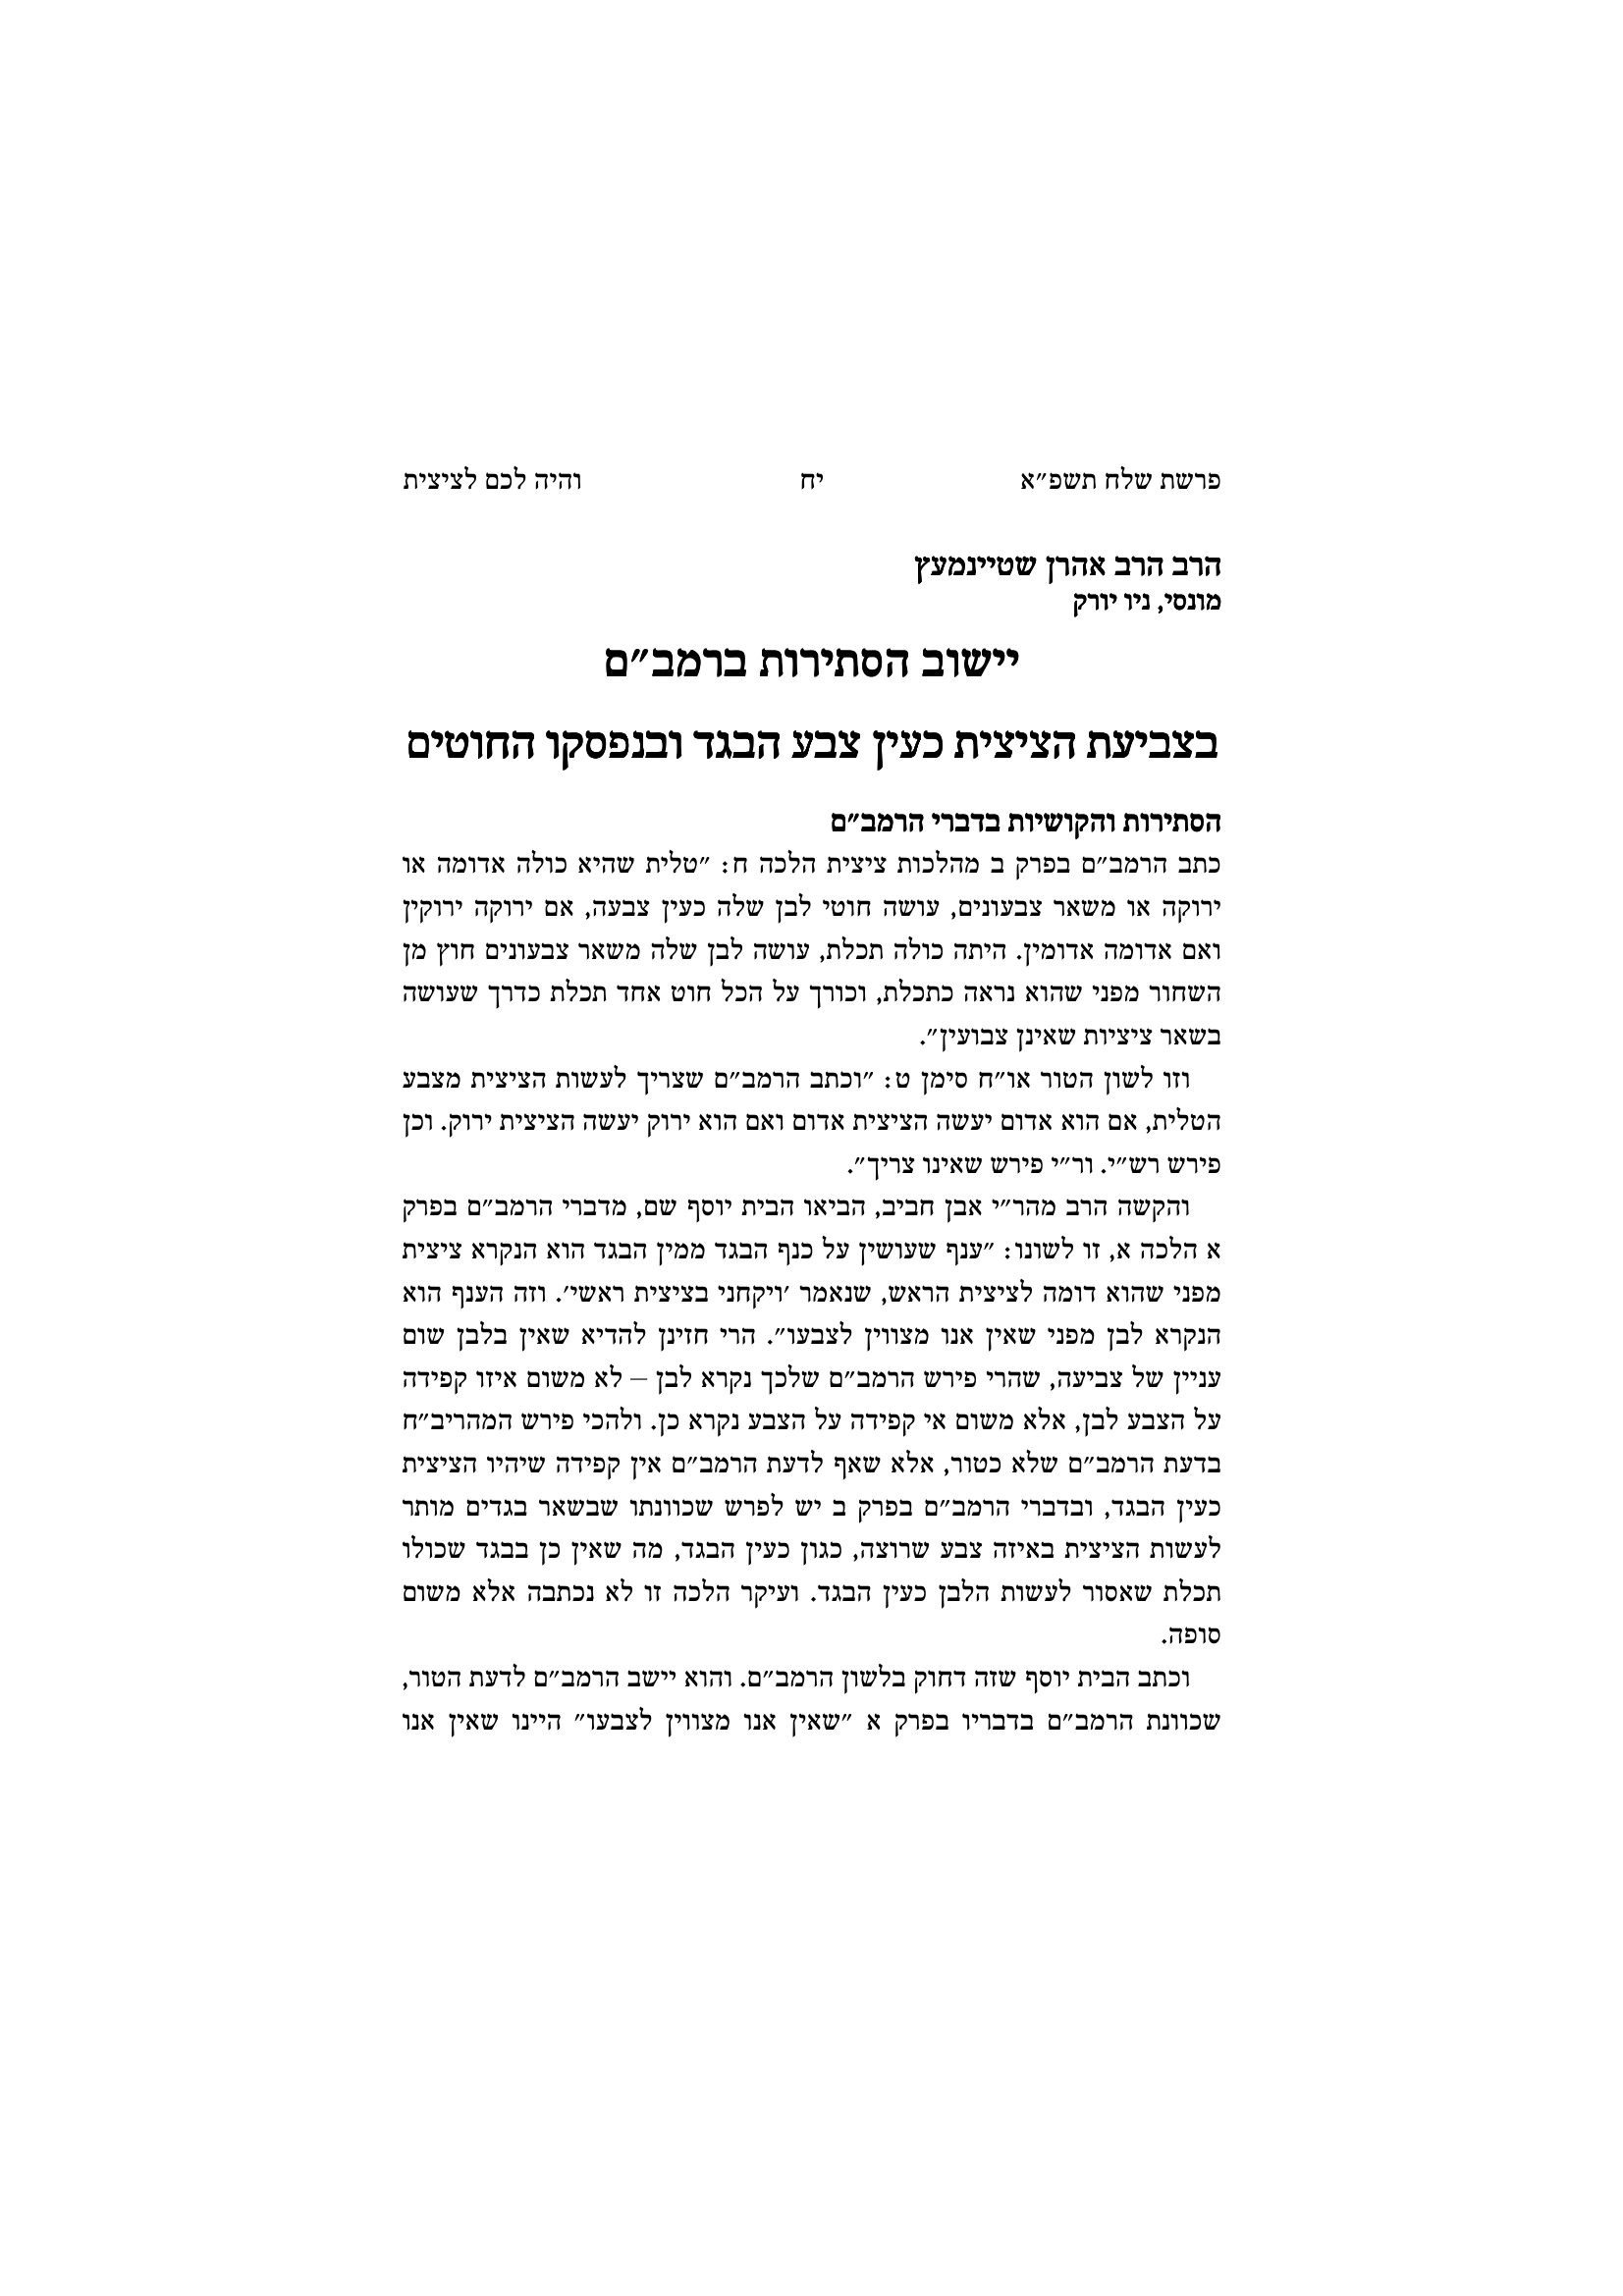 פרשת שלח תשפ״א יח והיה לכם לציצית
הרב הרב אהרן שטיינמעץ
מונסי, ניו יורק
יישוב הסתירות ברמב״ם
בצביעת הציצית כעין צבע הבגד ובנפסקו החוטים
הסתירות והקושיות בדברי הרמב״ם
כתב הרמב״ם בפרק ב מהלכות ציצית הלכה ח: ״טלית שהיא כולה אדומה או
ירוקה או משאר צבעונים, עושה חוטי לבן שלה כעין צבעה, אם ירוקה ירוקין
ואם אדומה אדומין. היתה כולה תכלת, עושה לבן שלה משאר צבעונים חוץ מן
השחור מפני שהוא נראה כתכלת, וכורך על הכל חוט אחד תכלת כדרך שעושה
בשאר ציציות שאינן צבועין״.
וזו לשון הטור או״ח סימן ט: ״וכתב הרמב״ם שצריך לעשות הציצית מצבע
הטלית, אם הוא אדום יעשה הציצית אדום ואם הוא ירוק יעשה הציצית ירוק. וכן
פירש רש״י. ור״י פירש שאינו צריך״.
והקשה הרב מהר״י אבן חביב, הביאו הבית יוסף שם, מדברי הרמב״ם בפרק
א הלכה א, זו לשונו: ״ענף שעושין על כנף הבגד ממין הבגד הוא הנקרא ציצית
מפני שהוא דומה לציצית הראש, שנאמר ׳ויקחני בציצית ראשי׳. וזה הענף הוא
הנקרא לבן מפני שאין אנו מצווין לצבעו״. הרי חזינן להדיא שאין בלבן שום
עניין של צביעה, שהרי פירש הרמב״ם שלכך נקרא לבן – לא משום איזו קפידה
על הצבע לבן, אלא משום אי קפידה על הצבע נקרא כן. ולהכי פירש המהריב״ח
בדעת הרמב״ם שלא כטור, אלא שאף לדעת הרמב״ם אין קפידה שיהיו הציצית
כעין הבגד, ובדברי הרמב״ם בפרק ב יש לפרש שכוונתו שבשאר בגדים מותר
לעשות הציצית באיזה צבע שרוצה, כגון כעין הבגד, מה שאין כן בבגד שכולו
תכלת שאסור לעשות הלבן כעין הבגד. ועיקר הלכה זו לא נכתבה אלא משום
סופה.
וכתב הבית יוסף שזה דחוק בלשון הרמב״ם. והוא יישב הרמב״ם לדעת הטור,
שכוונת הרמב״ם בדבריו בפרק א ״שאין אנו מצווין לצבעו״ היינו שאין אנו